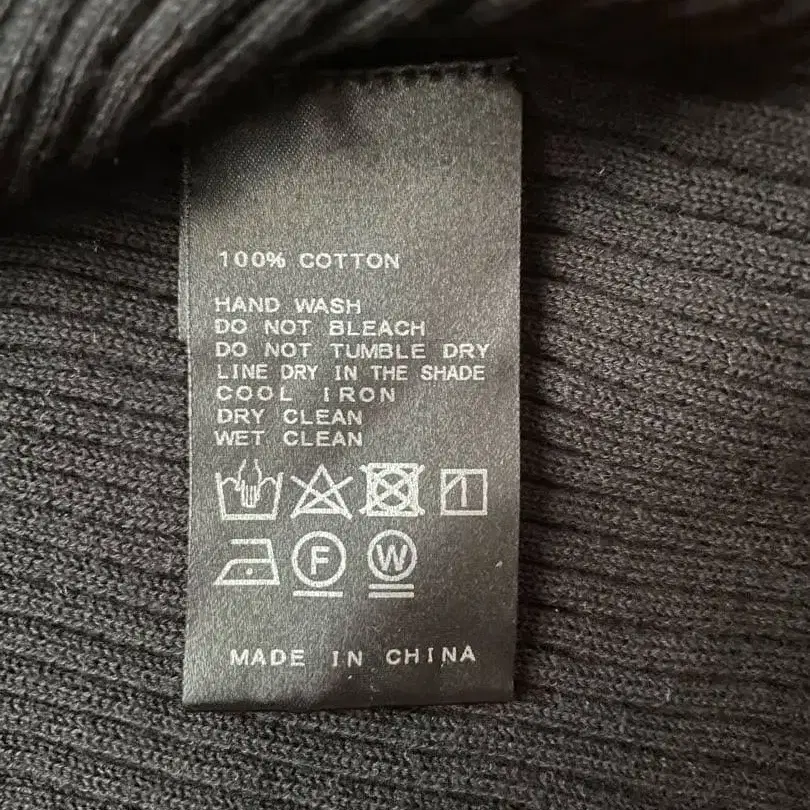 100% COTTON
HAND WASH
DO NOT BLEACH
DO NOT TUMBLE DRY
LINE DRY IN THE SHADE
COOL IRON
DRY CLEAN
WET CLEAN
F W
MADE IN CHINA